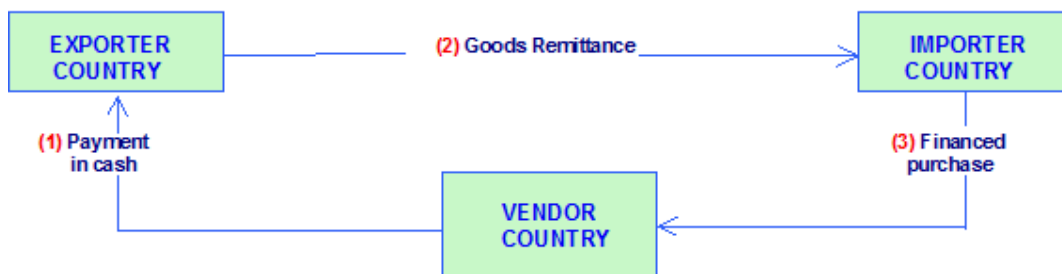 EXPORTER
COUNTRY
(2) Goods Remittance
IMPORTER
COUNTRY
(1) Payment
in cash
(3) Financed
purchase
VENDOR
COUNTRY